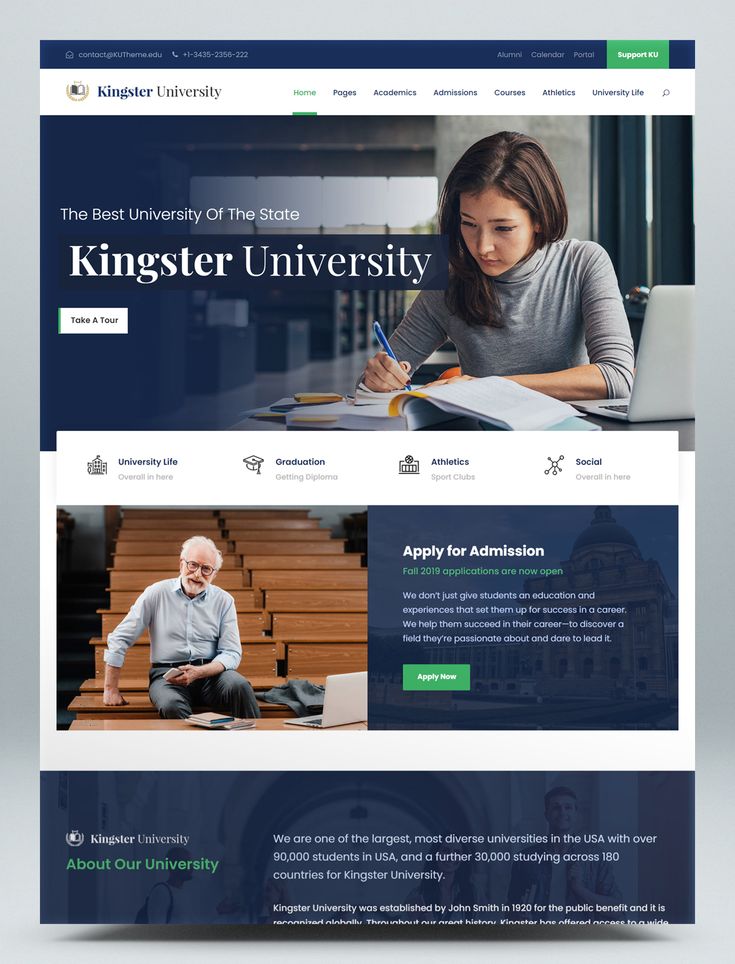 contact@KUTheme.edu +1-3435-2356-222 Alumni Calendar Portal Support KU
Kingster University Home Pages Academics Admissions Courses Athletics University Life
The Best University Of The State
Kingster University
Take A Tour
University Life Graduation Athletics Social
Overall in here Getting Diploma Sport Clubs Overall in here
Apply for Admission
Fall 2019 applications are now open
We don't just give students an education and
experiences that set them up for success in a career.
We help them succeed in their career—to discover a
field they're passionate about and dare to lead it.
Apply Now
Kingster University
About Our University
We are one of the largest, most diverse universities in the USA with over
90,000 students in USA, and a further 30,000 studying across 180
countries for Kingster University.
Kingster University was established by John Smith in 1920 for the public benefit and it is
recognized globally. Throughout our great history, Kingster has offered access to a wide